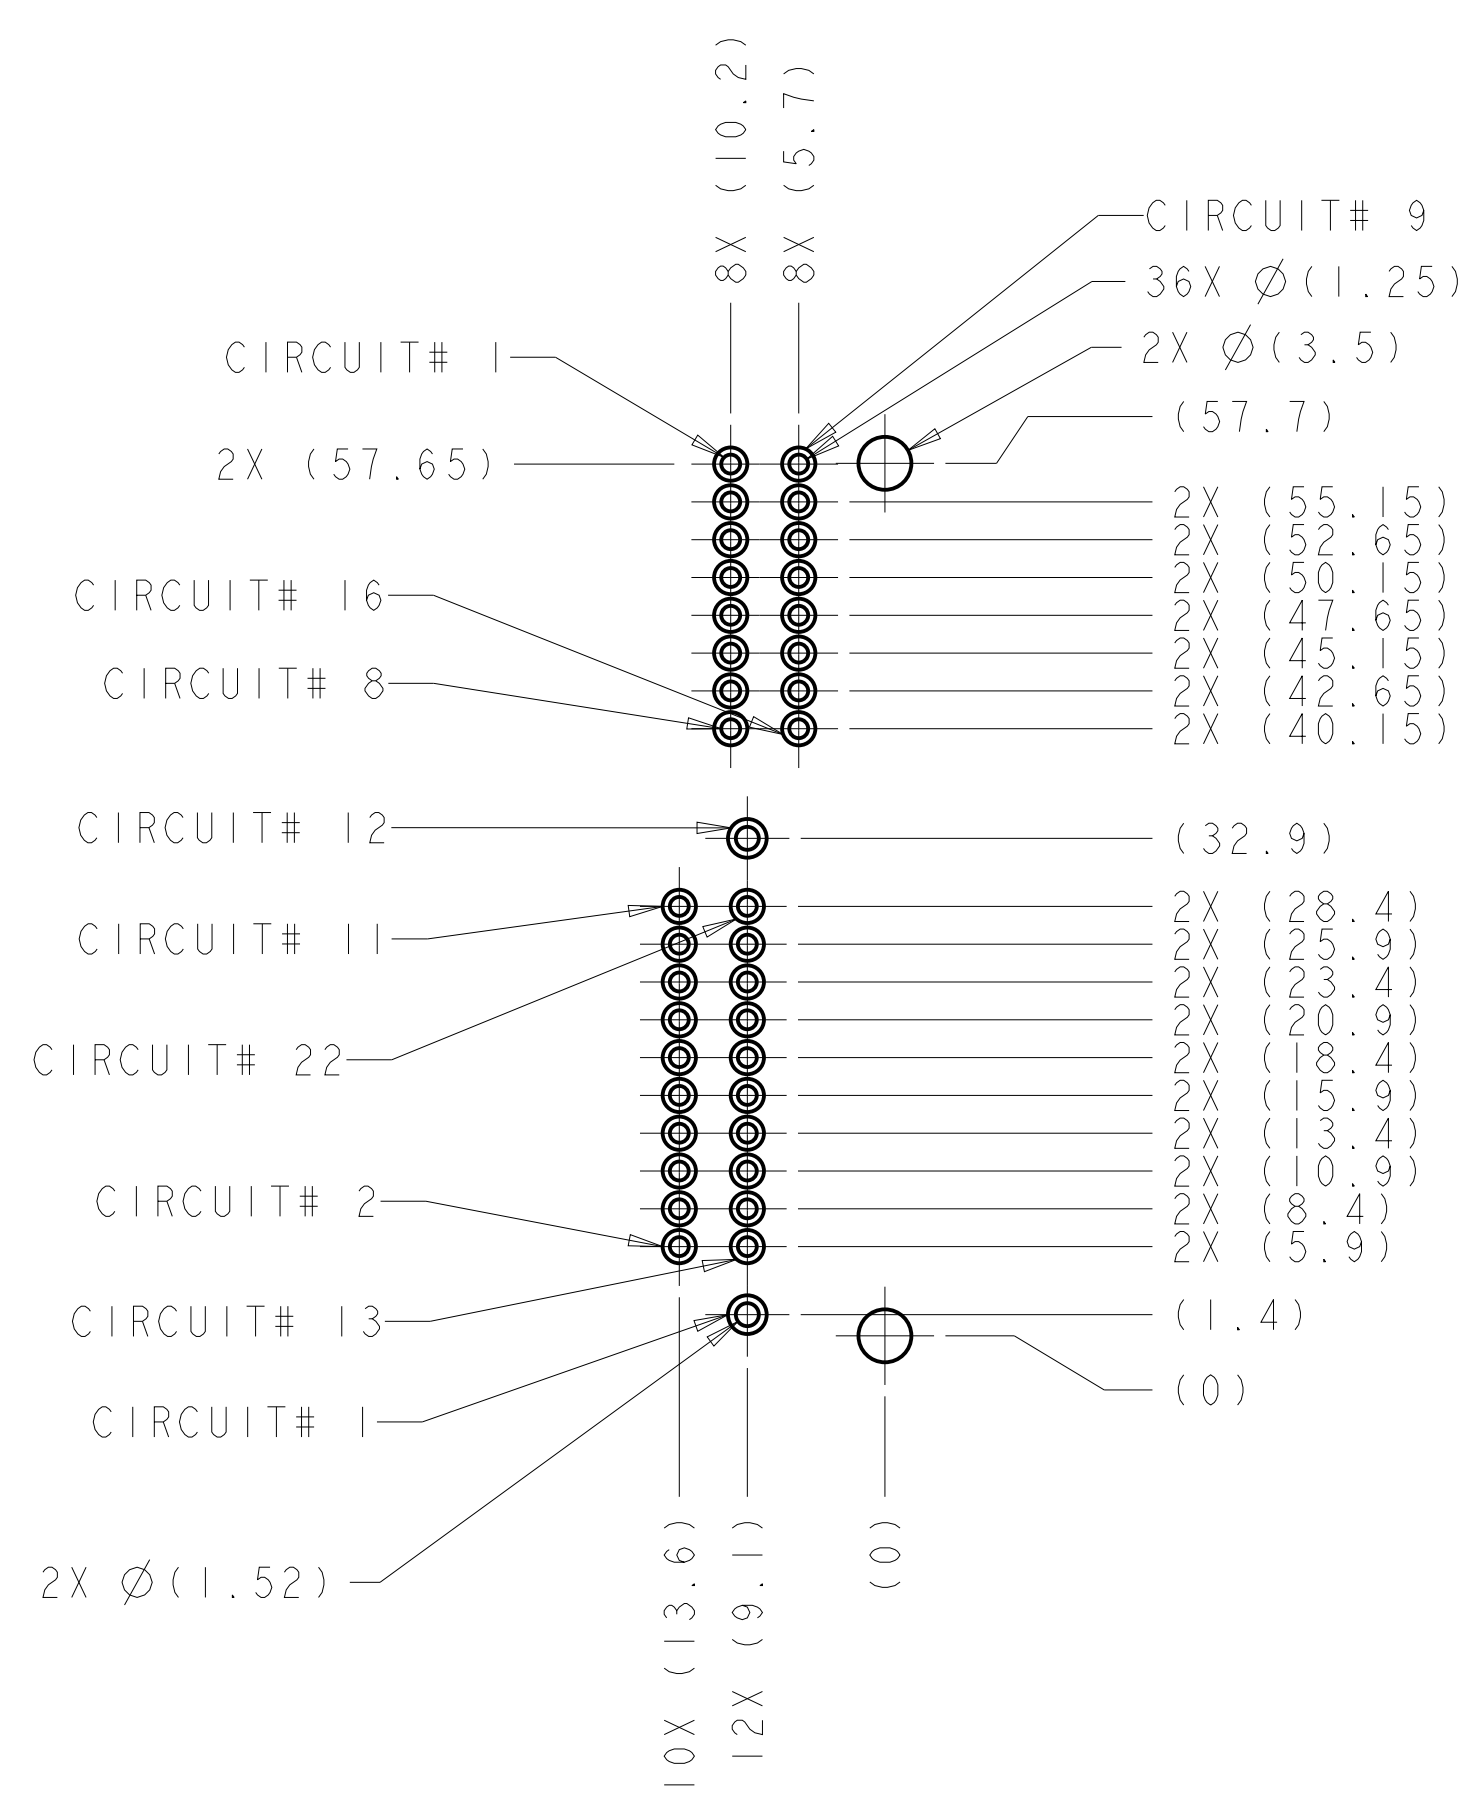 8X (10.2)
8X (5.7)
CIRCUIT# 9
36X Ø(1.25)
2X Ø(3.5)
CIRCUIT# 1
(57.7)
2X (57.65)
2X (55.15)
2X (52.65)
2X (50.15)
CIRCUIT# 16
2X (47.65)
2X (45.15)
CIRCUIT# 8
2X (42.65)
2X (40.15)
CIRCUIT# 12
(32.9)
2X (28.4)
CIRCUIT# 11
2X (25.9)
2X (23.4)
2X (20.9)
CIRCUIT# 22
2X (18.4)
2X (15.9)
2X (13.4)
2X (10.9)
CIRCUIT# 2
2X (8.4)
2X (5.9)
CIRCUIT# 13
(1.4)
(0)
CIRCUIT# 1
2X Ø(1.52)
10X (13.6)
12X (9.1)
(0)